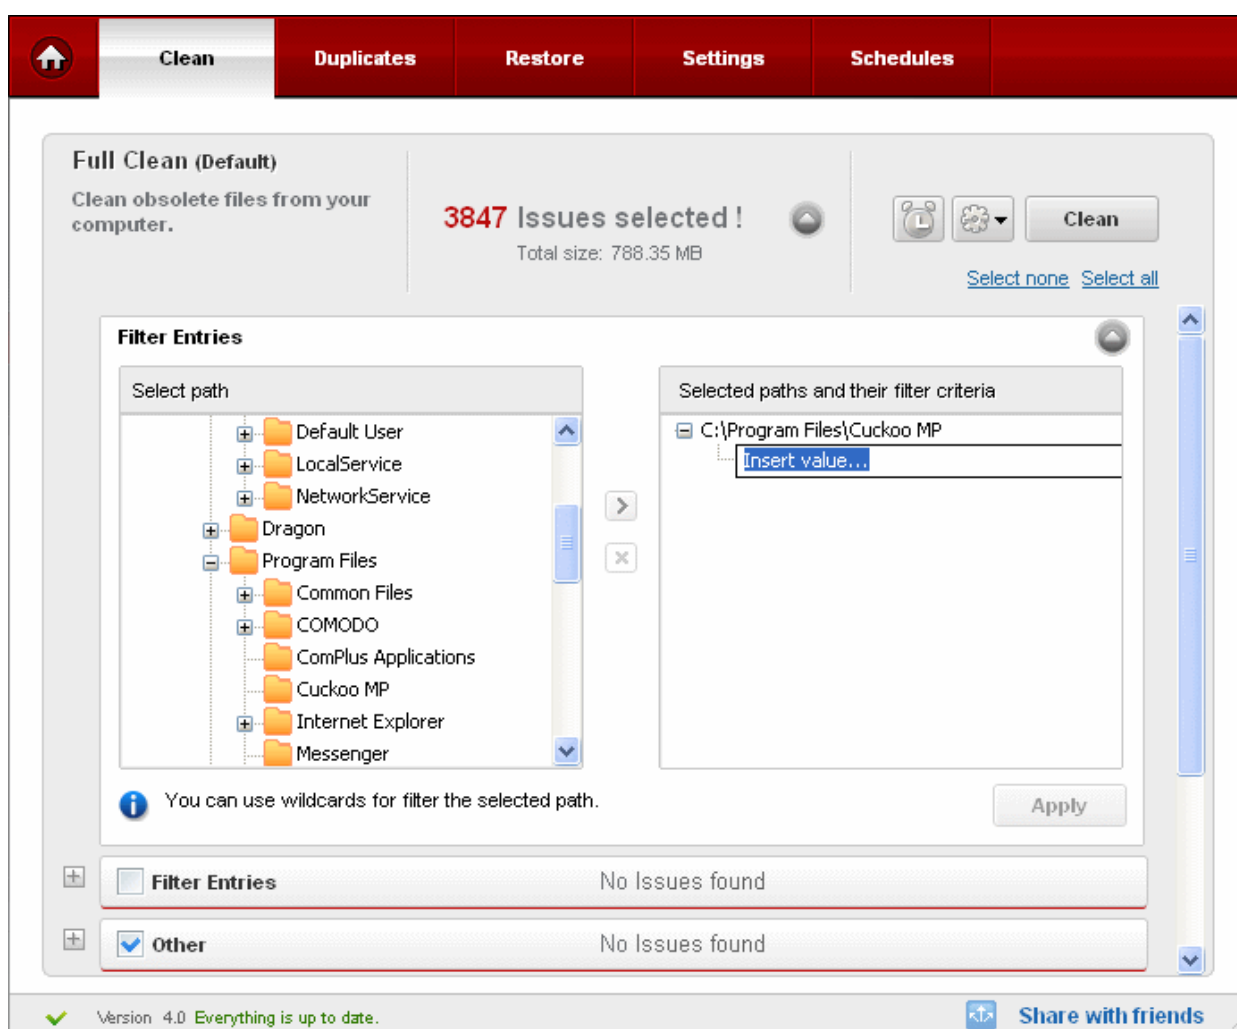 Clean
Duplicates
Restore
Settings
Schedules
Full Clean (Default)
Clean obsolete files from your
computer.
3847 Issues selected !
Total size: 788.35 MB
Clean
Select none Select all
Filter Entries
Select path
Default User
LocalService
NetworkService
Dragon
Program Files
Common Files
COMODO
ComPlus Applications
Cuckoo MP
Internet Explorer
Messenger
Selected paths and their filter criteria
C:\Program Files\Cuckoo MP
Insert value...
You can use wildcards for filter the selected path.
Apply
Filter Entries No Issues found
Other No Issues found
Version 4.0 Everything is up to date.
Share with friends